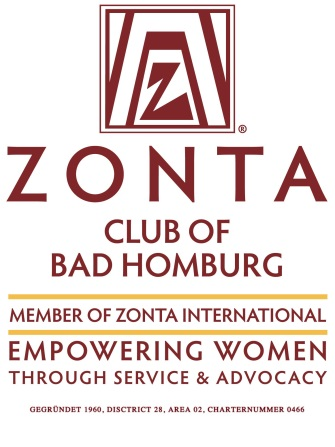 ®
ZONTA
CLUB OF
BAD HOMBURG
MEMBER OF ZONTA INTERNATIONAL
EMPOWERING WOMEN
THROUGH SERVICE & ADVOCACY
GEGRÜNDET 1960, DISCTRICT 28, AREA 02, CHARTERNUMMER 0466